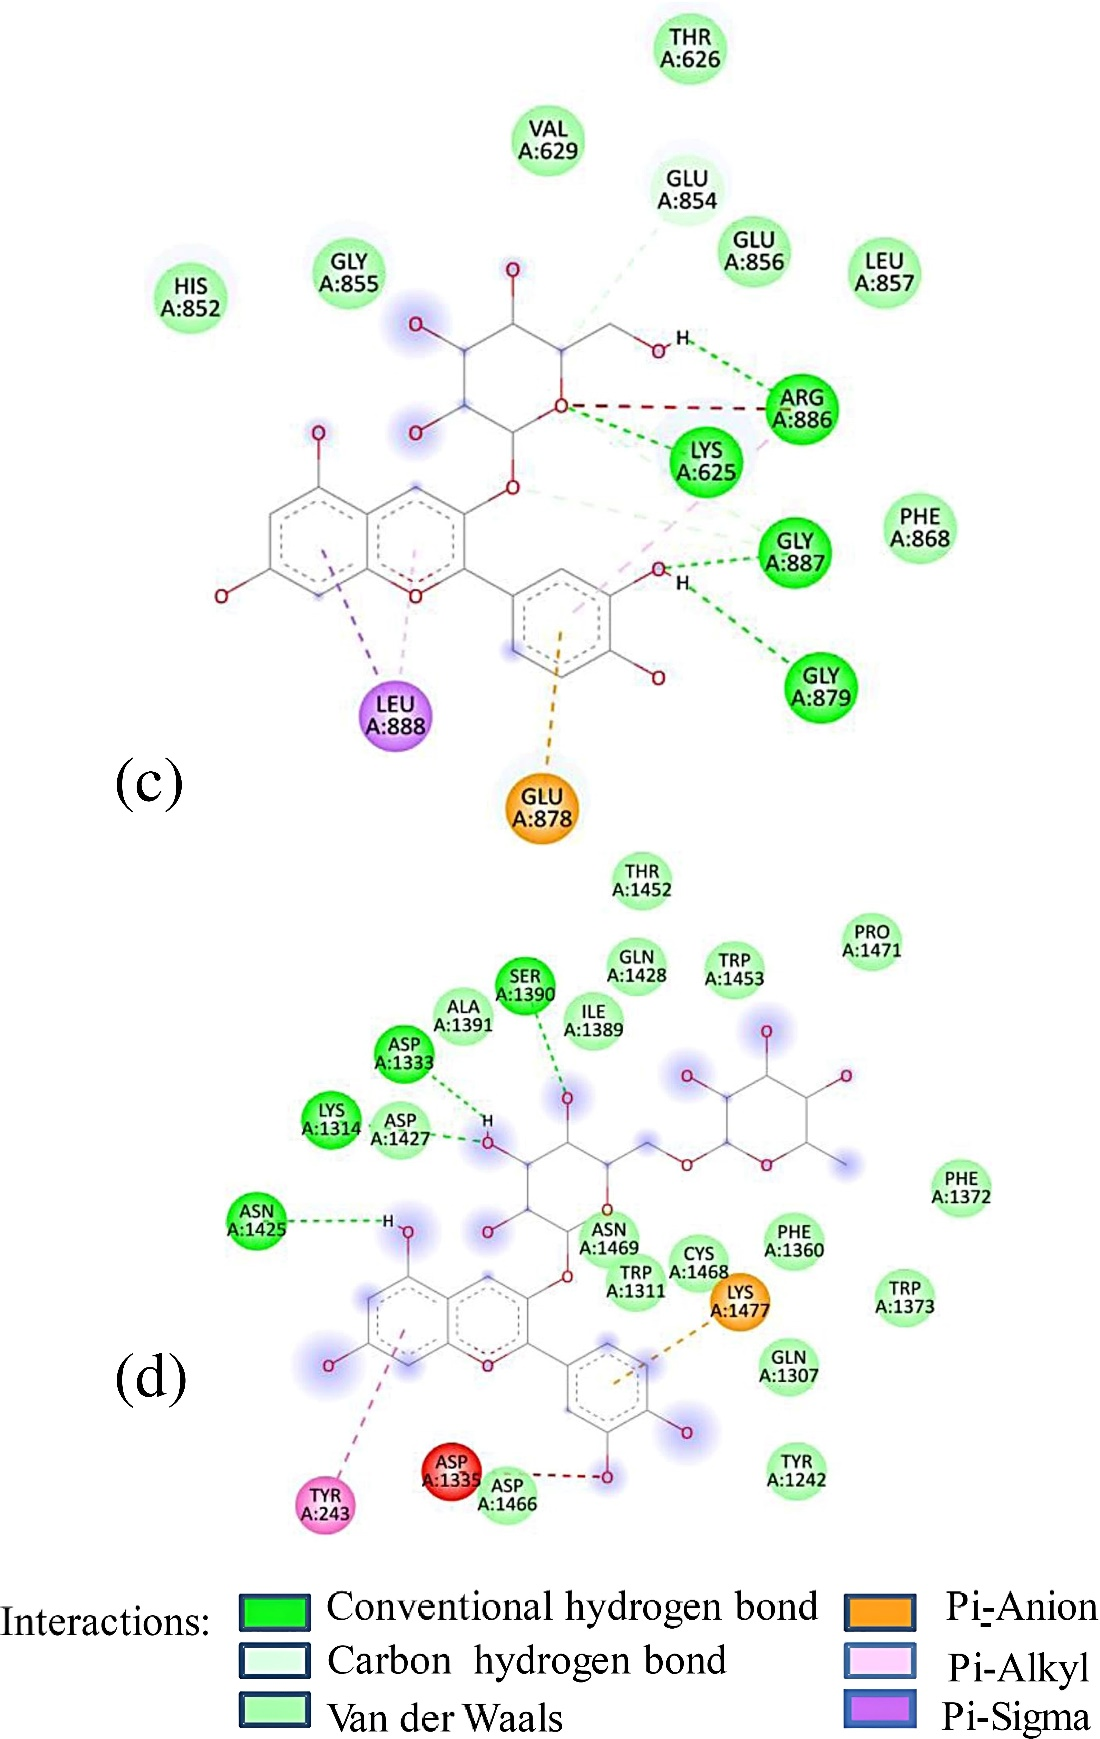 THR
A:626
VAL
A:629
GLU
A:854
GLU
A:856
LEU
A:857
GLY
A:855
HIS
A:852
O
O
H
O
O
ARG
A:886
O
O
LYS
A:625
O
PHE
A:868
GLY
A:887
O
H
O
O
O
GLY
A:879
LEU
A:888
(c)
GLU
A:878
THR
A:1452
PRO
A:1471
GLN
A:1428
TRP
A:1453
SER
A:1390
ALA
A:1391
ILE
A:1389
ASP
A:1333
O
O
O
O
LYS
A:1314
ASP
A:1427
H
O
O
O
PHE
A:1372
ASN
A:1425
H
O
O
O
ASN
A:1469
PHE
A:1360
CYS
A:1468
TRP
A:1311
O
LYS
A:1477
TRP
A:1373
(d)
O
O
GLN
A:1307
O
ASP
A:1335
O
ASP
A:1466
TYR
A:1242
TYR
A:243
Interactions:
Conventional hydrogen bond
Carbon hydrogen bond
Van der Waals
Pi-Anion
Pi-Alkyl
Pi-Sigma